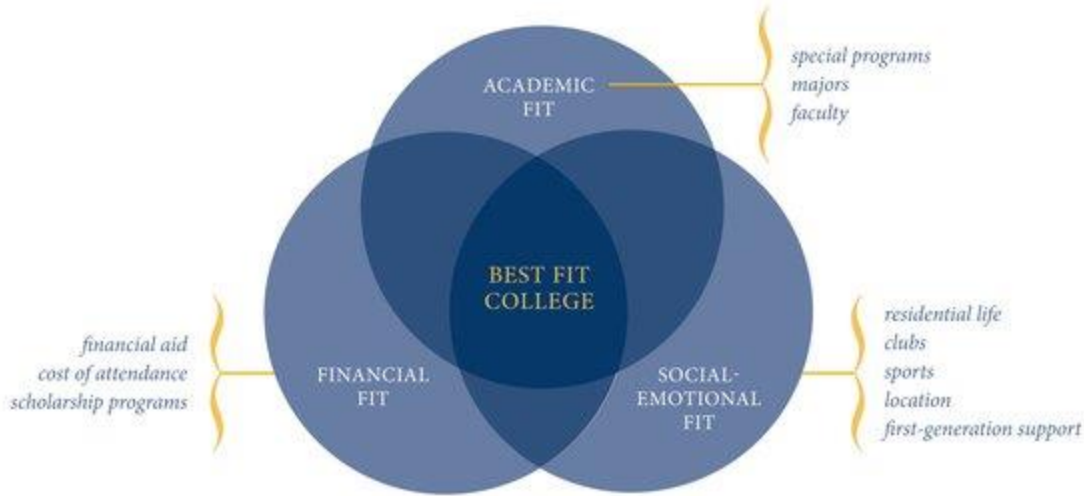 ACADEMIC
FIT
special programs
majors
faculty
BEST FIT
COLLEGE
financial aid
cost of attendance
scholarship programs
FINANCIAL
FIT
SOCIAL-
EMOTIONAL
FIT
residential life
clubs
sports
location
first-generation support